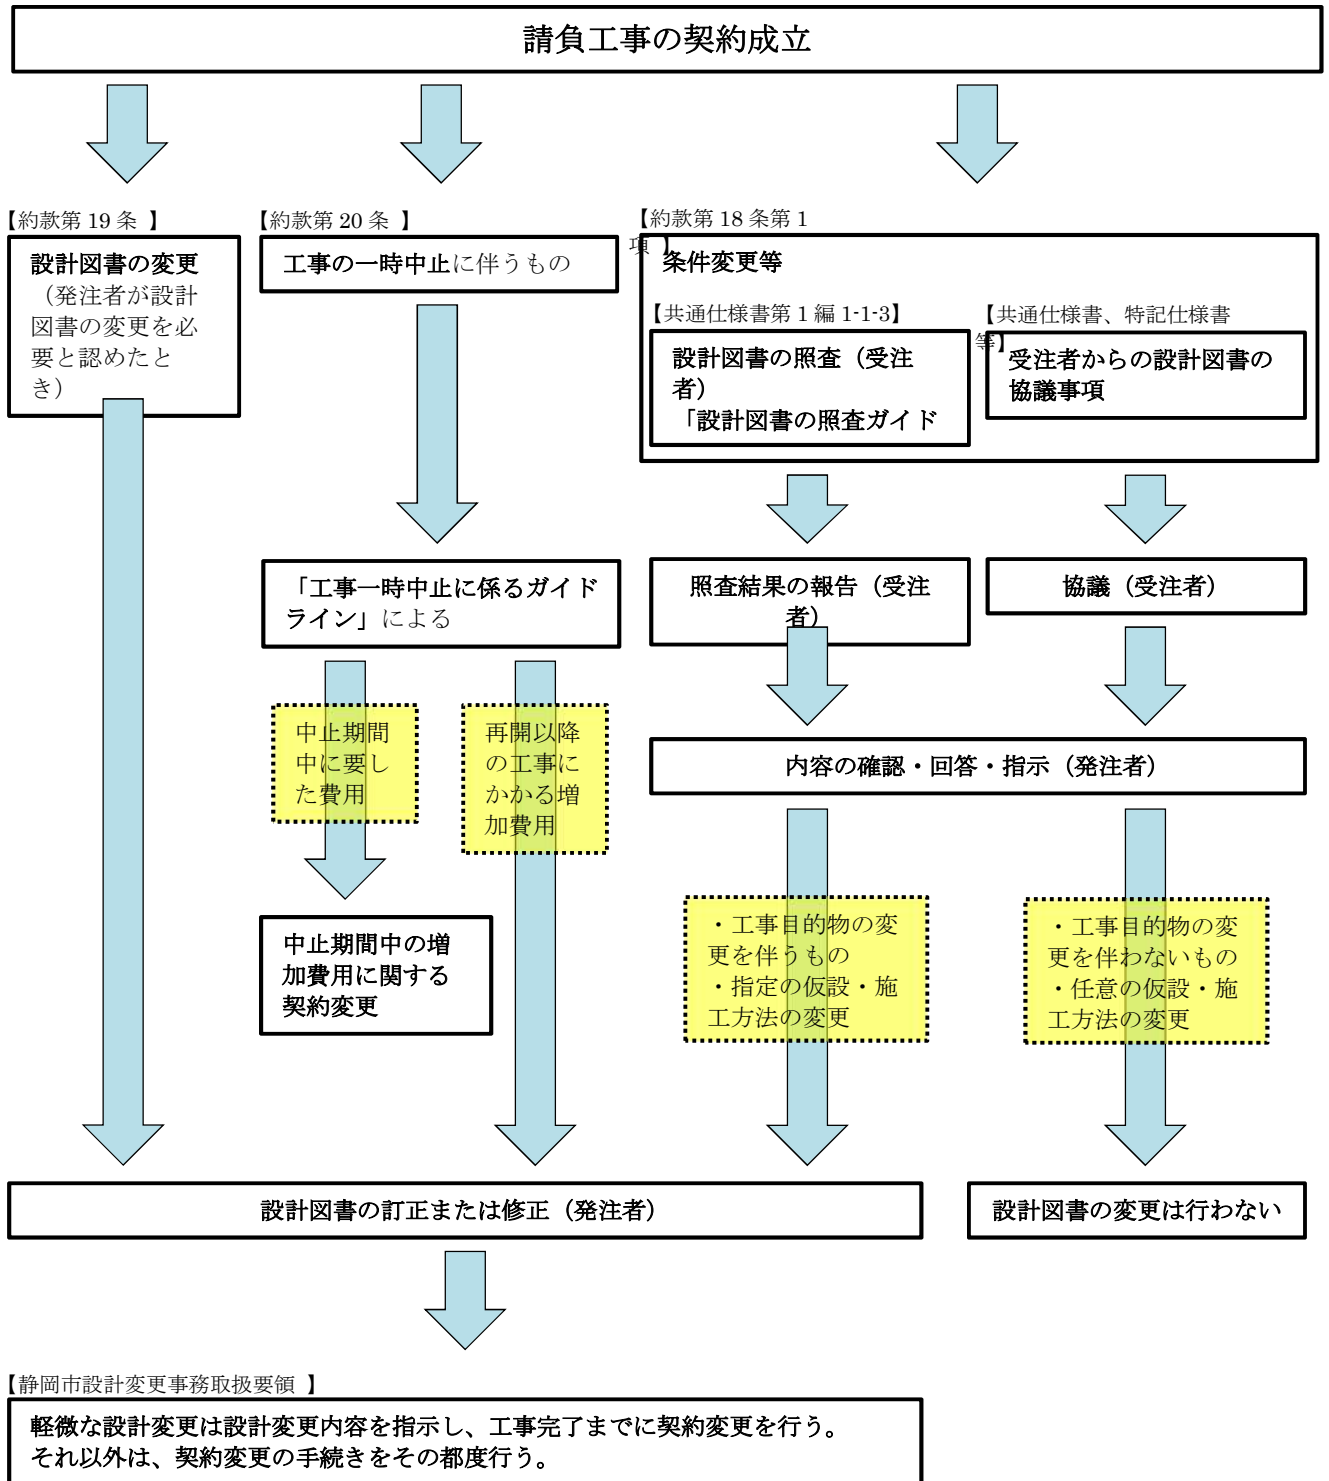 請負工事の契約成立
【約款第 19 条 】
設計図書の変更
（発注者が設計
図書の変更を必
要と認めたと
き）
【約款第 20 条 】
工事の一時中止に伴うもの
【約款第 18 条第 1
項 】
条件変更等
【共通仕様書第 1 編 1-1-3】
設計図書の照査（受注
者）
「設計図書の照査ガイド
【共通仕様書、特記仕様書
等】
受注者からの設計図書の
協議事項
「工事一時中止に係るガイド
ライン」による
照査結果の報告（受注
者）
協議（受注者）
中止期間
中に要し
た費用
再開以降
の工事に
かかる増
加費用
内容の確認・回答・指示（発注者）
中止期間中の増
加費用に関する
契約変更
・工事目的物の変
更を伴うもの
・指定の仮設・施
工方法の変更
・工事目的物の変
更を伴わないもの
・任意の仮設・施
工方法の変更
設計図書の訂正または修正（発注者）
設計図書の変更は行わない
【静岡市設計変更事務取扱要領 】
軽微な設計変更は設計変更内容を指示し、工事完了までに契約変更を行う。
それ以外は、契約変更の手続きをその都度行う。